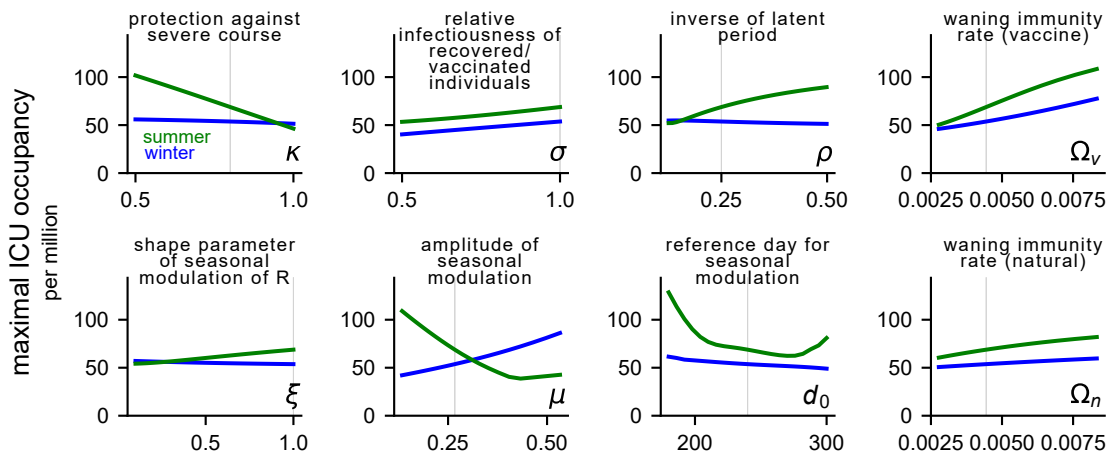 maximal ICU occupancy
per million
protection against
severe course
100
50
0
summer
winter
κ
0.5
1.0
relative
infectiousness of
recovered/
vaccinated
individuals
100
50
0
σ
0.5
1.0
inverse of latent
period
100
50
0
ρ
0.25
0.50
waning immunity
rate (vaccine)
100
50
0
Ωv
0.0025
0.0050
0.0075
shape parameter
of seasonal
modulation of R
100
50
0
ξ
0.5
1.0
amplitude of
seasonal
modulation
100
50
0
μ
0.25
0.50
reference day for
seasonal
modulation
100
50
0
d0
200
300
waning immunity
rate (natural)
100
50
0
Ωn
0.0025
0.0050
0.0075